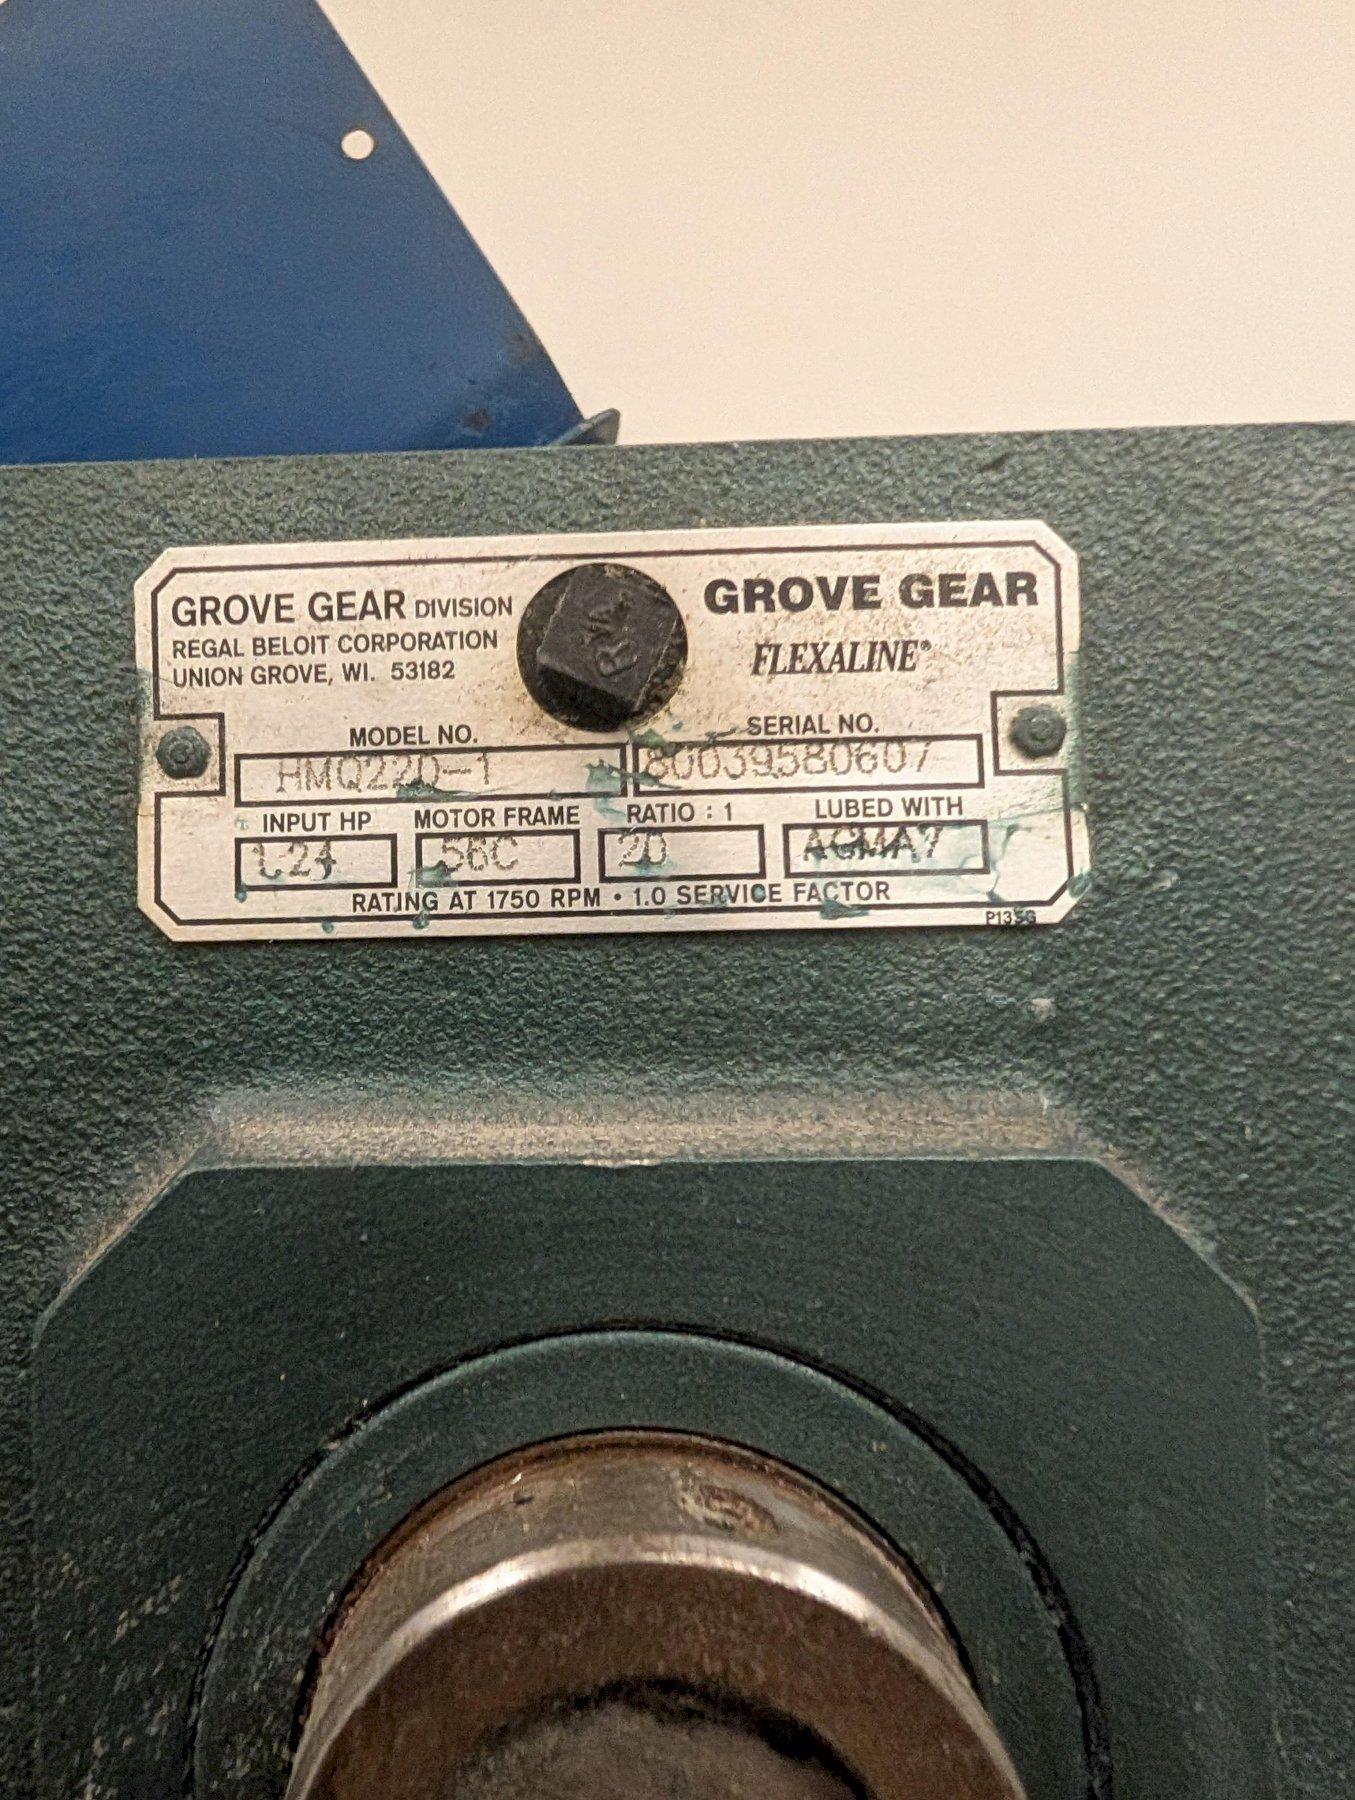 GROVE GEAR DIVISION
REGAL BELOIT CORPORATION
UNION GROVE, WI. 53182
GROVE GEAR
FLEXALINE®
MODEL NO.
SERIAL NO.
HMQ220-1
80039580607
INPUT HP
MOTOR FRAME
RATIO : 1
LUBED WITH
1.24
56C
20
AGMA7
RATING AT 1750 RPM • 1.0 SERVICE FACTOR